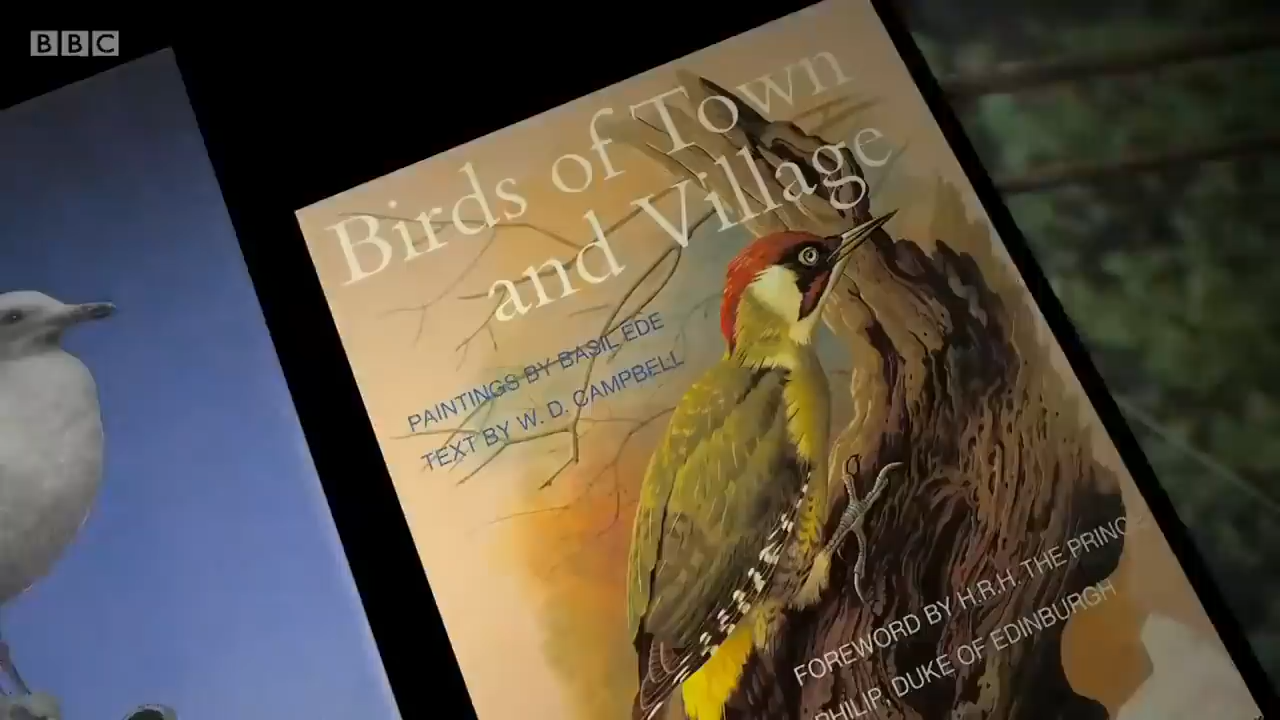 BBC
Birds of Town
and Village
PAINTINGS BY BASIL EDE
TEXT BY W. D. CAMPBELL
FOREWORD BY H.R.H. THE PRINC
PHILIP, DUKE OF EDINBURGH